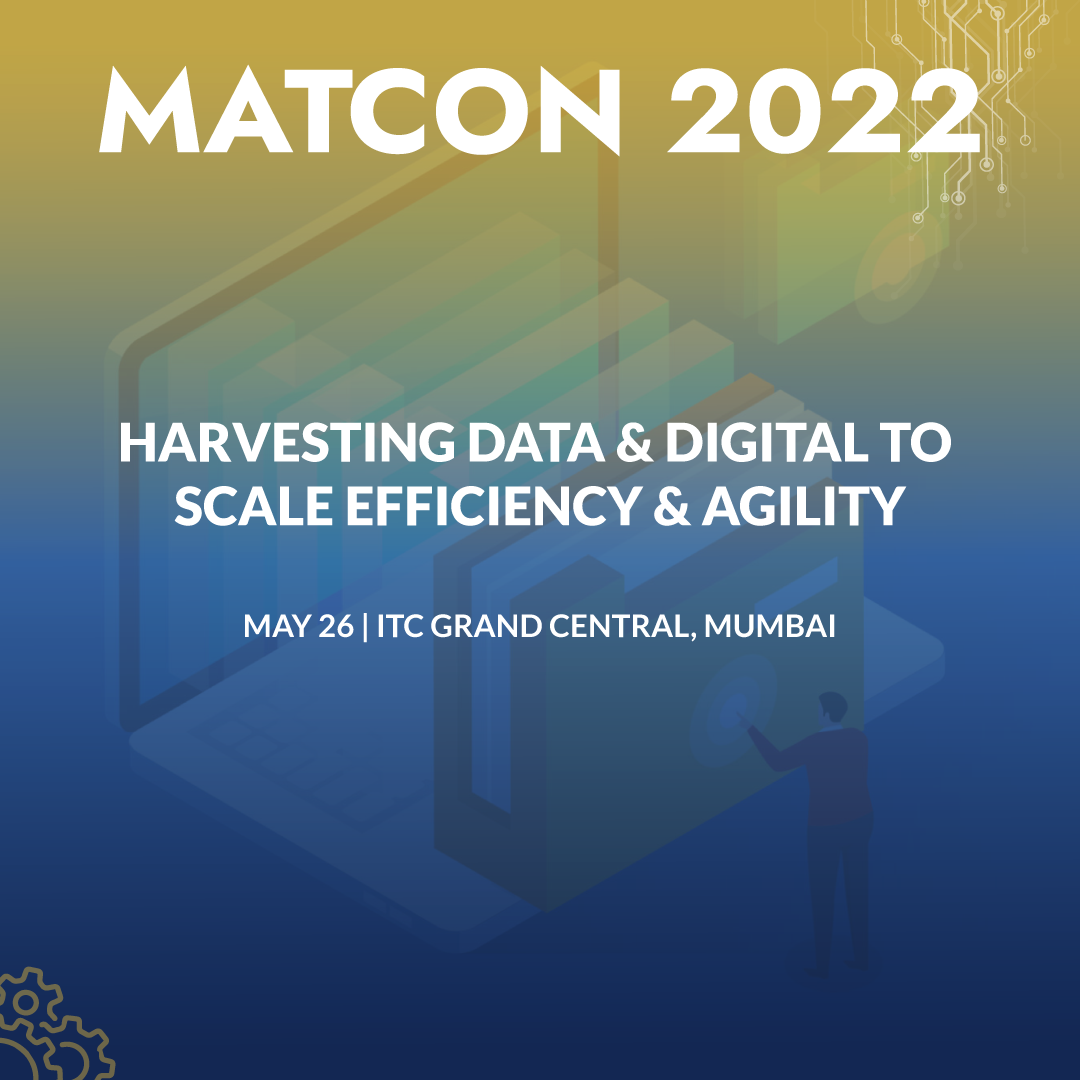 MATCON 2022
HARVESTING DATA & DIGITAL TO
SCALE EFFICIENCY & AGILITY
MAY 26 | ITC GRAND CENTRAL, MUMBAI